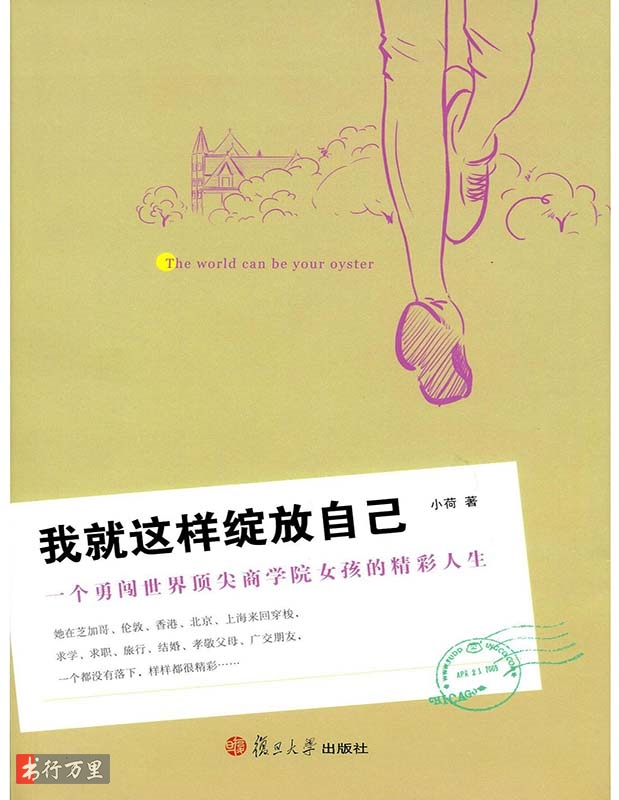 The world can be your oyster
我就这样绽放自己
小荷 著
一个勇闯世界顶尖商学院女孩的精彩人生
她在芝加哥、伦敦、香港、北京、上海来回穿梭，
求学、求职、旅行、结婚、孝敬父母、广交朋友，
一个都没有落下，样样都很精彩……
APR 21 2005
CHICAGO
復旦大學出版社
书行万里